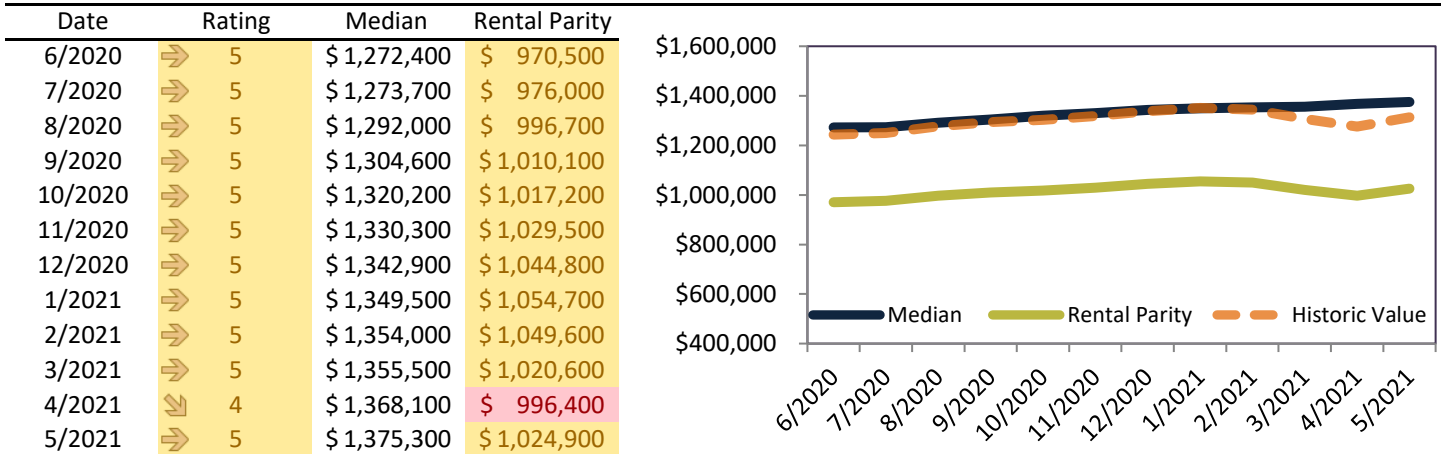 Date Rating Median Rental Parity
6/2020 5 $ 1,272,400 $ 970,500
7/2020 5 $ 1,273,700 $ 976,000
8/2020 5 $ 1,292,000 $ 996,700
9/2020 5 $ 1,304,600 $ 1,010,100
10/2020 5 $ 1,320,200 $ 1,017,200
11/2020 5 $ 1,330,300 $ 1,029,500
12/2020 5 $ 1,342,900 $ 1,044,800
1/2021 5 $ 1,349,500 $ 1,054,700
2/2021 5 $ 1,354,000 $ 1,049,600
3/2021 5 $ 1,355,500 $ 1,020,600
4/2021 4 $ 1,368,100 $ 996,400
5/2021 5 $ 1,375,300 $ 1,024,900
$1,600,000
$1,400,000
$1,200,000
$1,000,000
$800,000
$600,000
$400,000
Median Rental Parity Historic Value
6/2020 7/2020 8/2020 9/2020 10/2020 11/2020 12/2020 1/2021 2/2021 3/2021 4/2021 5/2021